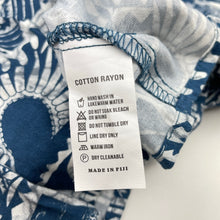 COTTON RAYON
HAND WASH IN
LUKEWARM WATER
DO NOT SOAK BLEACH
OR WRING
DO NOT TUMBLE DRY
LINE DRY ONLY
WARM IRON
DRY CLEANABLE
MADE IN FIJI